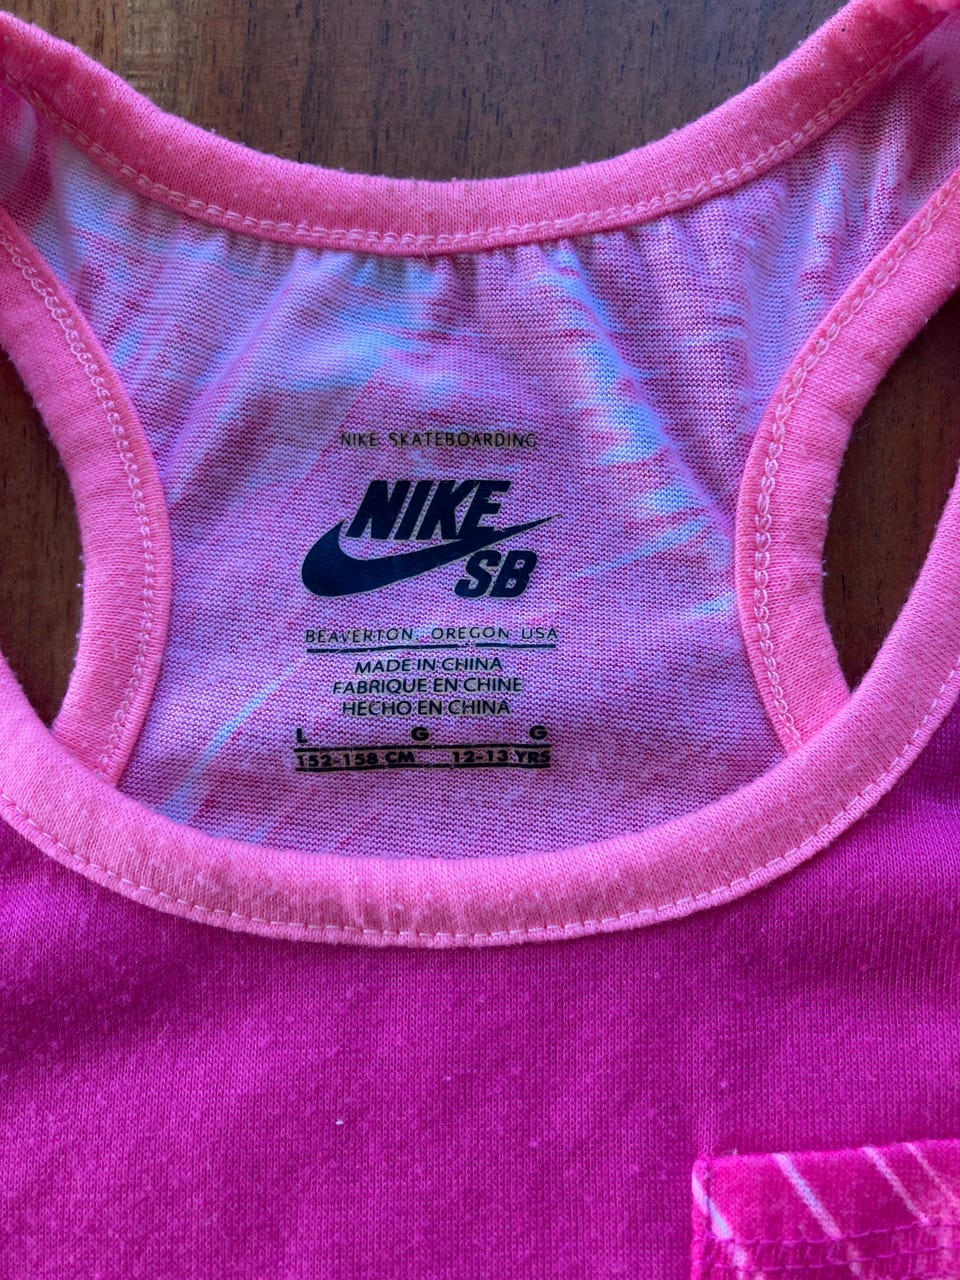 NIKE SKATEBOARDING
NIKE
SB
BEAVERTON, OREGON USA
MADE IN CHINA
FABRIQUE EN CHINE
HECHO EN CHINA
L G G
152-158 CM 12-13 YRS